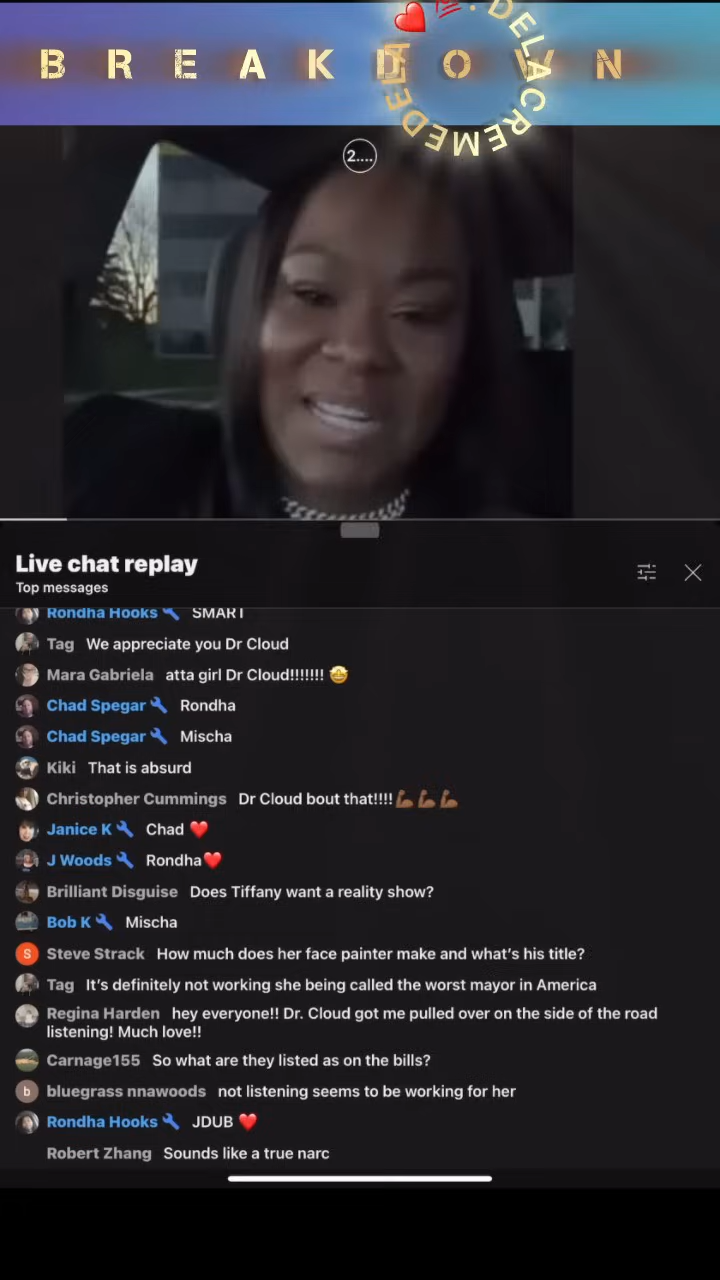 BREAKDOWN
DELACREMEDELA
2....
Live chat replay
Top messages
Rondha Hooks SMART
Tag We appreciate you Dr Cloud
Mara Gabriela atta girl Dr Cloud!!!!!!! 🤩
Chad Spegar Rondha
Chad Spegar Mischa
Kiki That is absurd
Christopher Cummings Dr Cloud bout that!!!!💪🏾💪🏾💪🏾
Janice K Chad ❤️
J Woods Rondha❤️
Brilliant Disguise Does Tiffany want a reality show?
Bob K Mischa
S Steve Strack How much does her face painter make and what's his title?
Tag It's definitely not working she being called the worst mayor in America
Regina Harden hey everyone!! Dr. Cloud got me pulled over on the side of the road
listening! Much love!!
Carnage155 So what are they listed as on the bills?
b bluegrass nnawoods not listening seems to be working for her
Rondha Hooks JDUB ❤️
Robert Zhang Sounds like a true narc